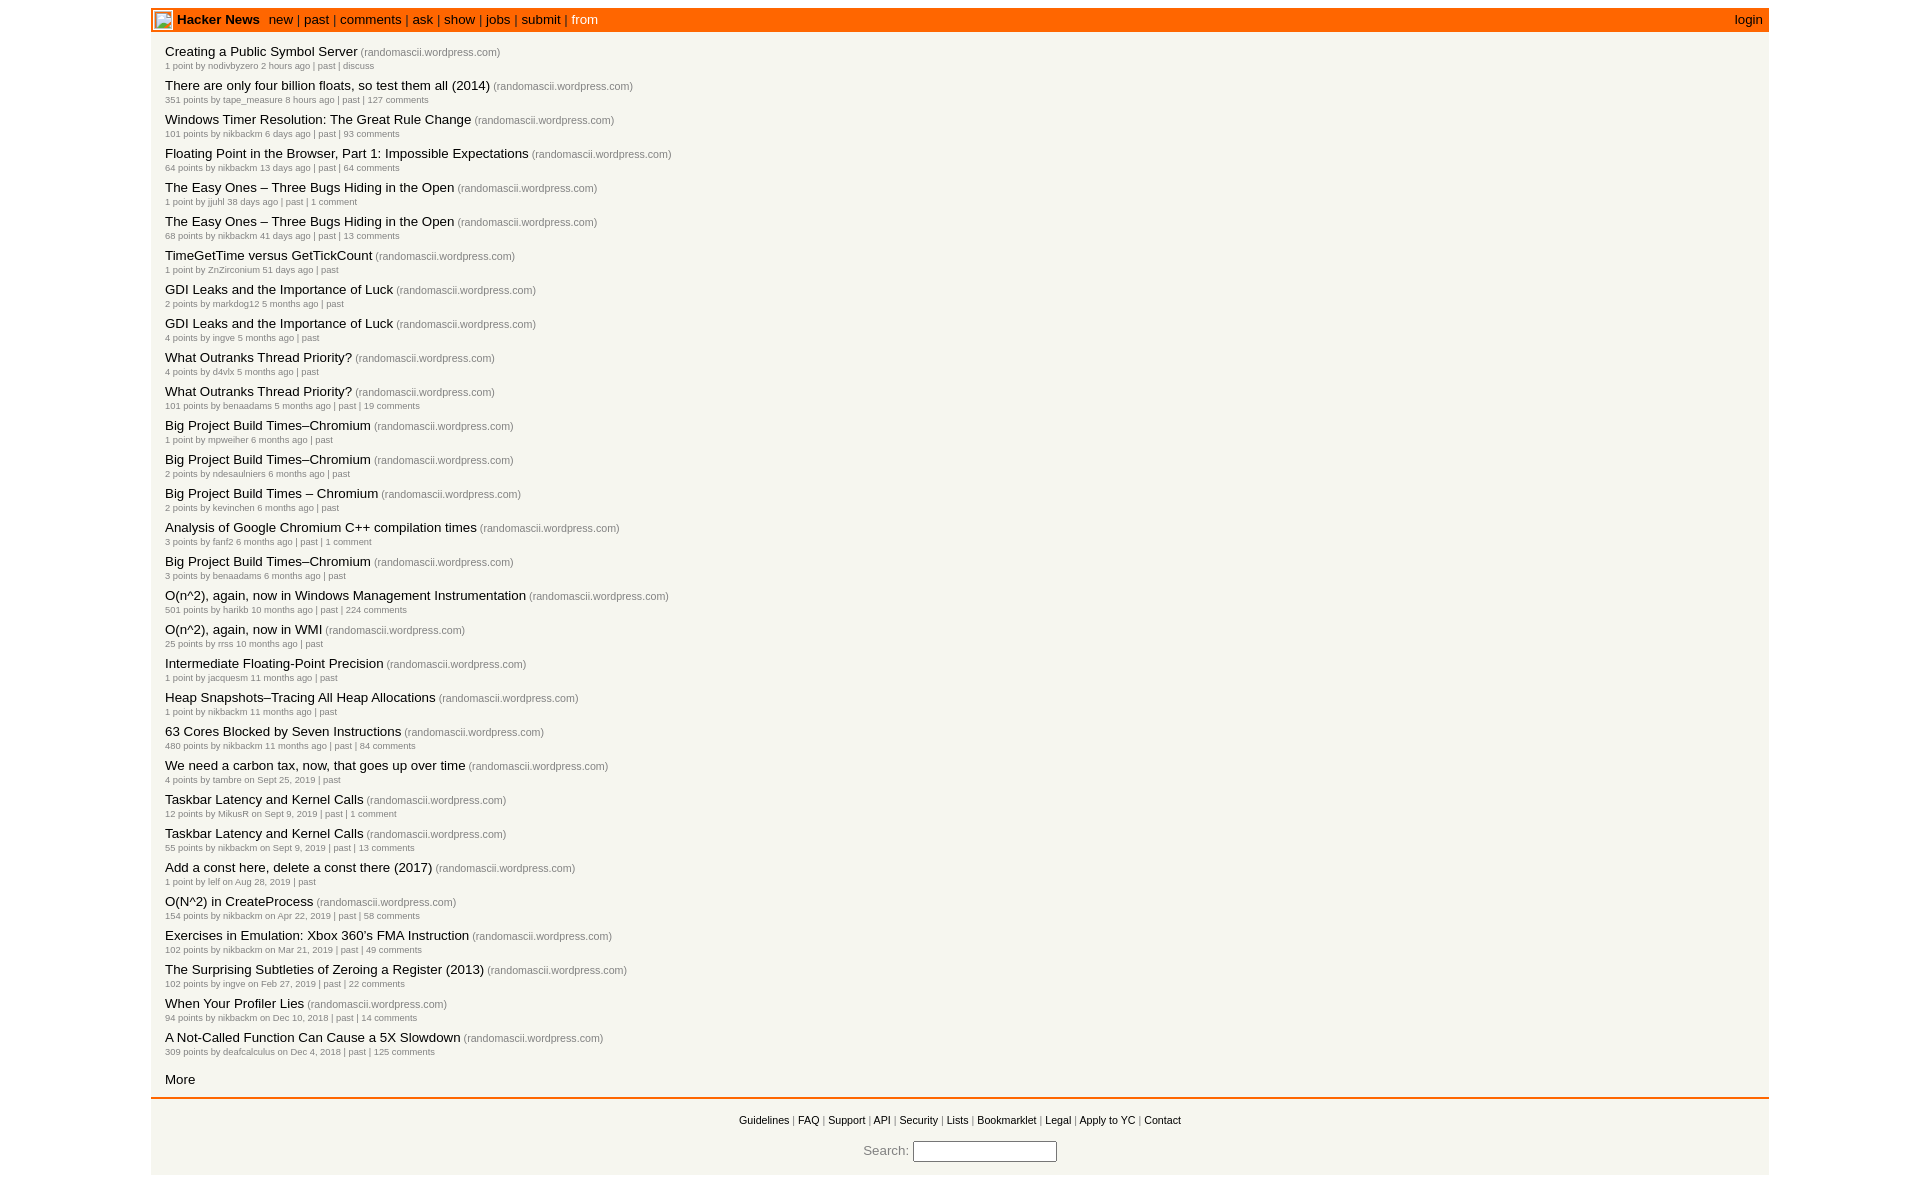 Hacker News new | past | comments | ask | show | jobs | submit | from login
Creating a Public Symbol Server (randomascii.wordpress.com)
1 point by nodivbyzero 2 hours ago | past | discuss
There are only four billion floats, so test them all (2014) (randomascii.wordpress.com)
351 points by tape_measure 8 hours ago | past | 127 comments
Windows Timer Resolution: The Great Rule Change (randomascii.wordpress.com)
101 points by nikbackm 6 days ago | past | 93 comments
Floating Point in the Browser, Part 1: Impossible Expectations (randomascii.wordpress.com)
64 points by nikbackm 13 days ago | past | 64 comments
The Easy Ones – Three Bugs Hiding in the Open (randomascii.wordpress.com)
1 point by jjuhl 38 days ago | past | 1 comment
The Easy Ones – Three Bugs Hiding in the Open (randomascii.wordpress.com)
68 points by nikbackm 41 days ago | past | 13 comments
TimeGetTime versus GetTickCount (randomascii.wordpress.com)
1 point by ZnZirconium 51 days ago | past
GDI Leaks and the Importance of Luck (randomascii.wordpress.com)
2 points by markdog12 5 months ago | past
GDI Leaks and the Importance of Luck (randomascii.wordpress.com)
4 points by ingve 5 months ago | past
What Outranks Thread Priority? (randomascii.wordpress.com)
4 points by d4vlx 5 months ago | past
What Outranks Thread Priority? (randomascii.wordpress.com)
101 points by benaadams 5 months ago | past | 19 comments
Big Project Build Times–Chromium (randomascii.wordpress.com)
1 point by mpweiher 6 months ago | past
Big Project Build Times–Chromium (randomascii.wordpress.com)
2 points by ndesaulniers 6 months ago | past
Big Project Build Times – Chromium (randomascii.wordpress.com)
2 points by kevinchen 6 months ago | past
Analysis of Google Chromium C++ compilation times (randomascii.wordpress.com)
3 points by fanf2 6 months ago | past | 1 comment
Big Project Build Times–Chromium (randomascii.wordpress.com)
3 points by benaadams 6 months ago | past
O(n^2), again, now in Windows Management Instrumentation (randomascii.wordpress.com)
501 points by harikb 10 months ago | past | 224 comments
O(n^2), again, now in WMI (randomascii.wordpress.com)
25 points by rrss 10 months ago | past
Intermediate Floating-Point Precision (randomascii.wordpress.com)
1 point by jacquesm 11 months ago | past
Heap Snapshots–Tracing All Heap Allocations (randomascii.wordpress.com)
1 point by nikbackm 11 months ago | past
63 Cores Blocked by Seven Instructions (randomascii.wordpress.com)
480 points by nikbackm 11 months ago | past | 84 comments
We need a carbon tax, now, that goes up over time (randomascii.wordpress.com)
4 points by tambre on Sept 25, 2019 | past
Taskbar Latency and Kernel Calls (randomascii.wordpress.com)
12 points by MikusR on Sept 9, 2019 | past | 1 comment
Taskbar Latency and Kernel Calls (randomascii.wordpress.com)
55 points by nikbackm on Sept 9, 2019 | past | 13 comments
Add a const here, delete a const there (2017) (randomascii.wordpress.com)
1 point by lelf on Aug 28, 2019 | past
O(N^2) in CreateProcess (randomascii.wordpress.com)
154 points by nikbackm on Apr 22, 2019 | past | 58 comments
Exercises in Emulation: Xbox 360’s FMA Instruction (randomascii.wordpress.com)
102 points by nikbackm on Mar 21, 2019 | past | 49 comments
The Surprising Subtleties of Zeroing a Register (2013) (randomascii.wordpress.com)
102 points by ingve on Feb 27, 2019 | past | 22 comments
When Your Profiler Lies (randomascii.wordpress.com)
94 points by nikbackm on Dec 10, 2018 | past | 14 comments
A Not-Called Function Can Cause a 5X Slowdown (randomascii.wordpress.com)
309 points by deafcalculus on Dec 4, 2018 | past | 125 comments
More
Guidelines | FAQ | Support | API | Security | Lists | Bookmarklet | Legal | Apply to YC | Contact
Search: